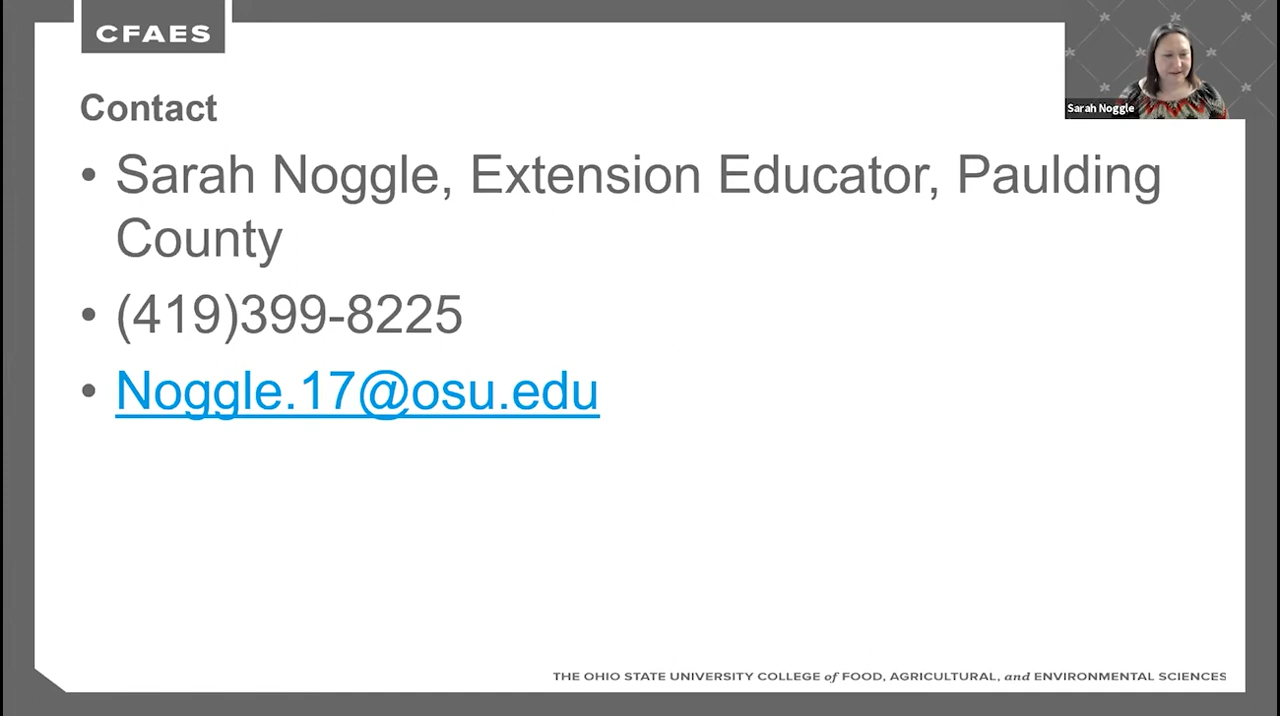 CFAES
Sarah Noggle
Contact
• Sarah Noggle, Extension Educator, Paulding
County
• (419)399-8225
• Noggle.17@osu.edu
THE OHIO STATE UNIVERSITY COLLEGE of FOOD, AGRICULTURAL, and ENVIRONMENTAL SCIENCES